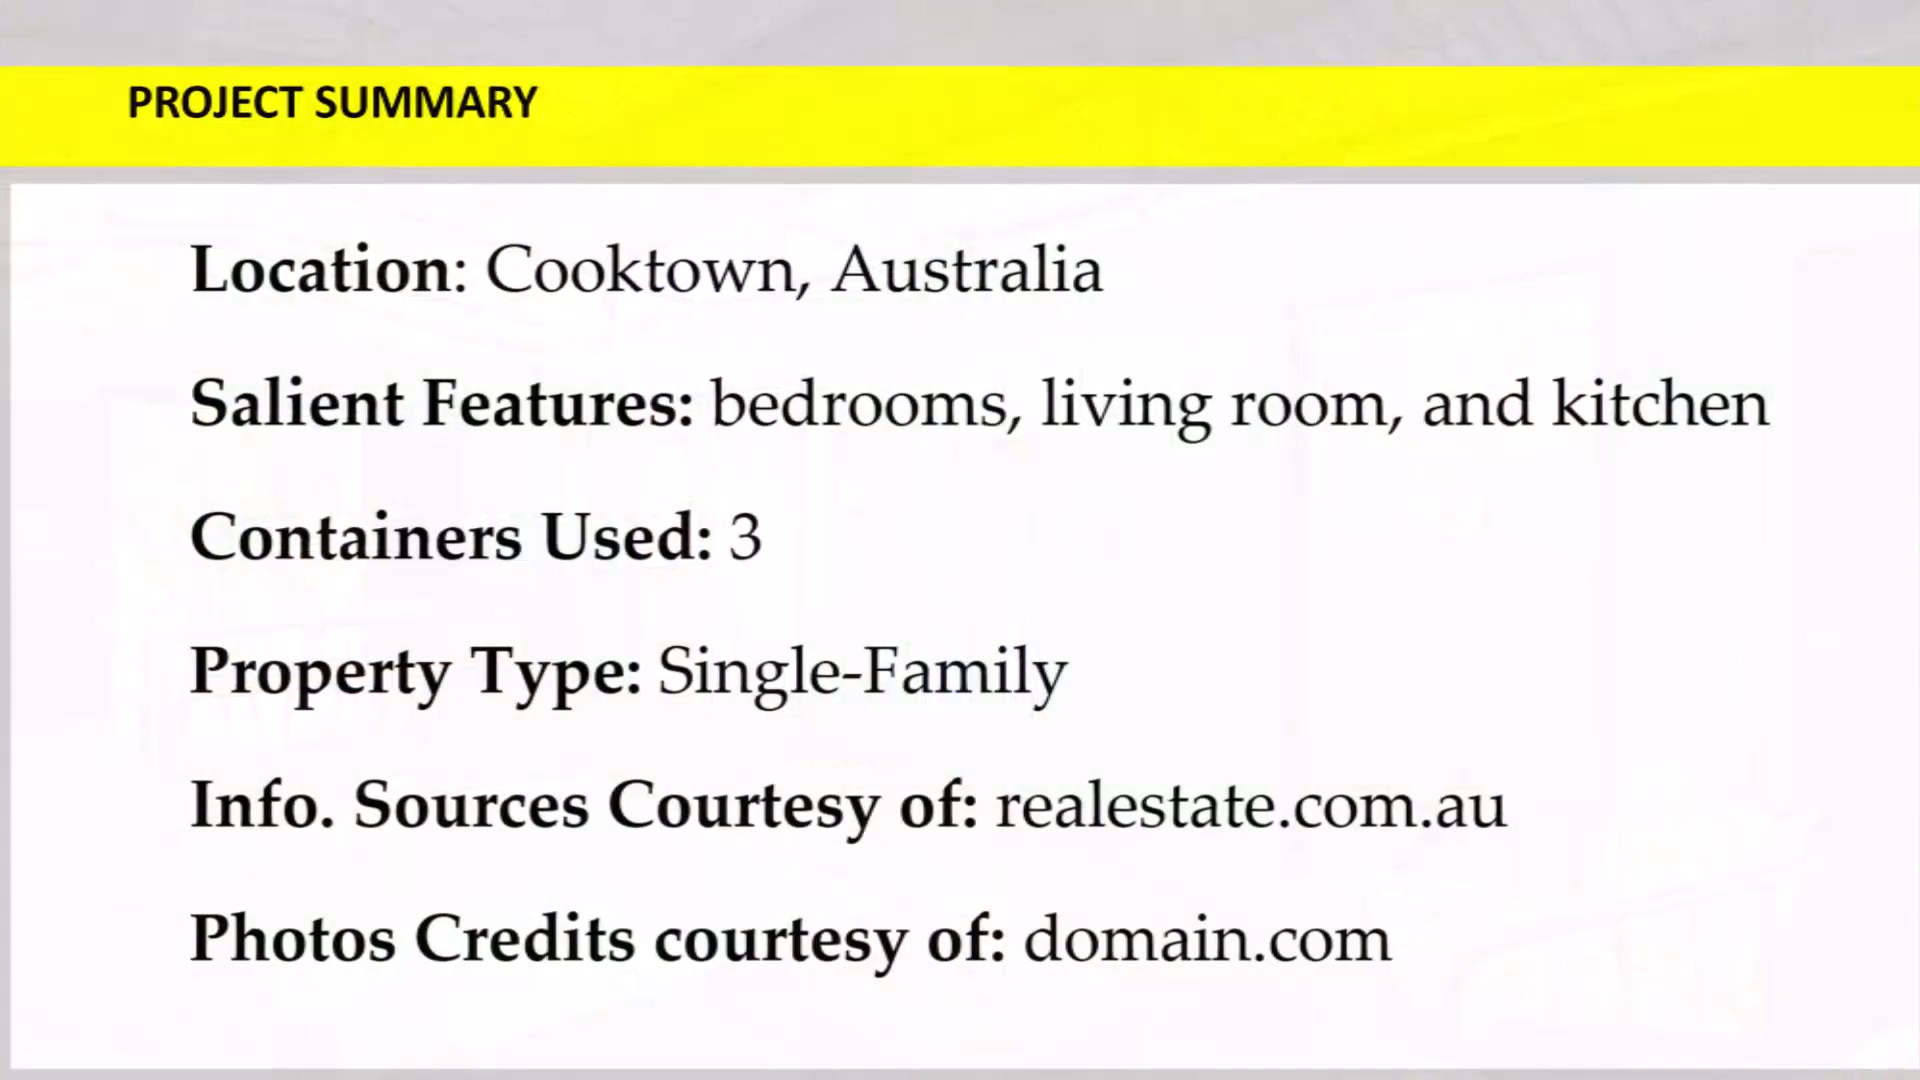 PROJECT SUMMARY
Location: Cooktown, Australia
Salient Features: bedrooms, living room, and kitchen
Containers Used: 3
Property Type: Single-Family
Info. Sources Courtesy of: realestate.com.au
Photos Credits courtesy of: domain.com